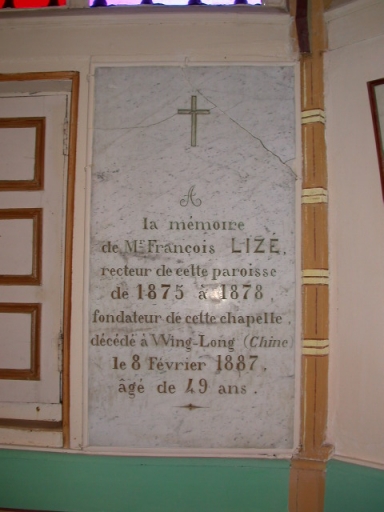 A
la mémoire
de Mr François LIZÉ,
recteur de cette paroisse
de 1875 à 1878
fondateur de cette chapelle
décédé à Wing-Long (Chine
le 8 Février 1887.
âgé de 49 ans.